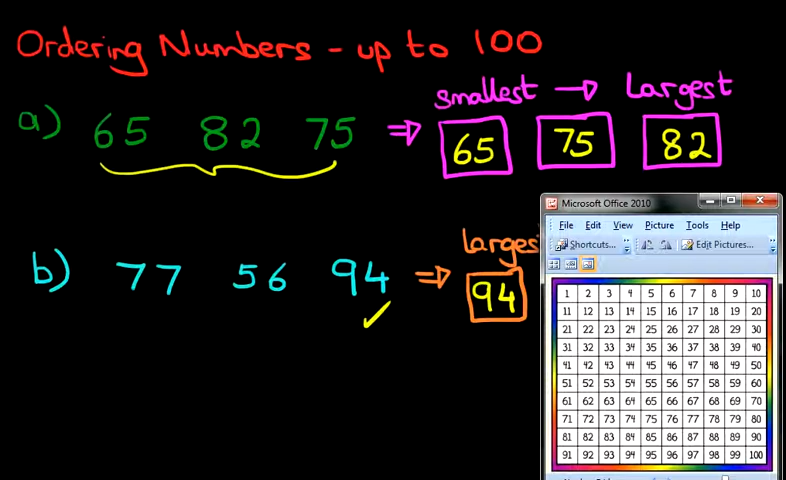 Ordering Numbers - up to 100
smallest → Largest
a) 65 82 75 ⇒ 65 75 82
Microsoft Office 2010
File Edit View Picture Tools Help
Shortcuts... Edit Pictures...
b) 77 56 94 ⇒ 94
1 2 3 4 5 6 7 8 9 10
11 12 13 14 15 16 17 18 19 20
21 22 23 24 25 26 27 28 29 30
31 32 33 34 35 36 37 38 39 40
41 42 43 44 45 46 47 48 49 50
51 52 53 54 55 56 57 58 59 60
61 62 63 64 65 66 67 68 69 70
71 72 73 74 75 76 77 78 79 80
81 82 83 84 85 86 87 88 89 90
91 92 93 94 95 96 97 98 99 100